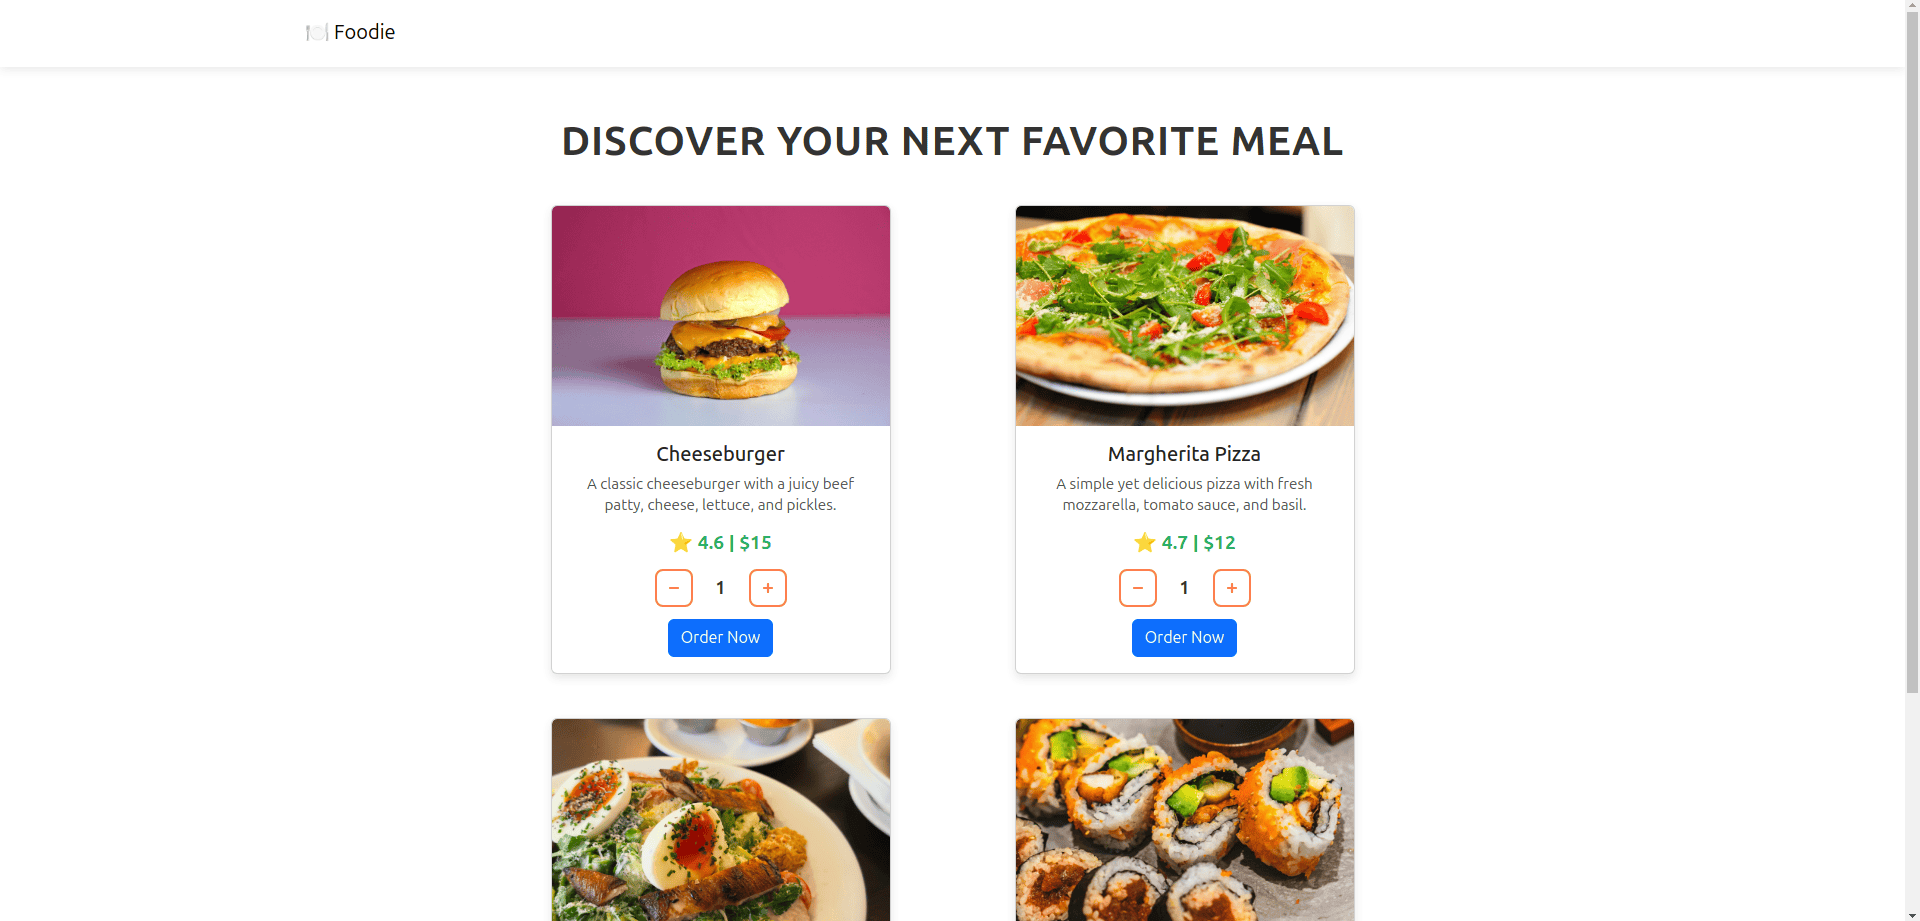 🍽️ Foodie
DISCOVER YOUR NEXT FAVORITE MEAL
Cheeseburger
A classic cheeseburger with a juicy beef
patty, cheese, lettuce, and pickles.
⭐ 4.6 | $15
− 1 +
Order Now
Margherita Pizza
A simple yet delicious pizza with fresh
mozzarella, tomato sauce, and basil.
⭐ 4.7 | $12
− 1 +
Order Now